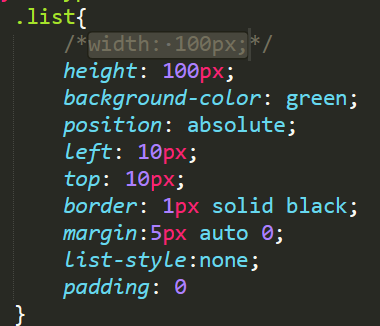 .list{
/*width: 100px;*/
height: 100px;
background-color: green;
position: absolute;
left: 10px;
top: 10px;
border: 1px solid black;
margin:5px auto 0;
list-style:none;
padding: 0
}